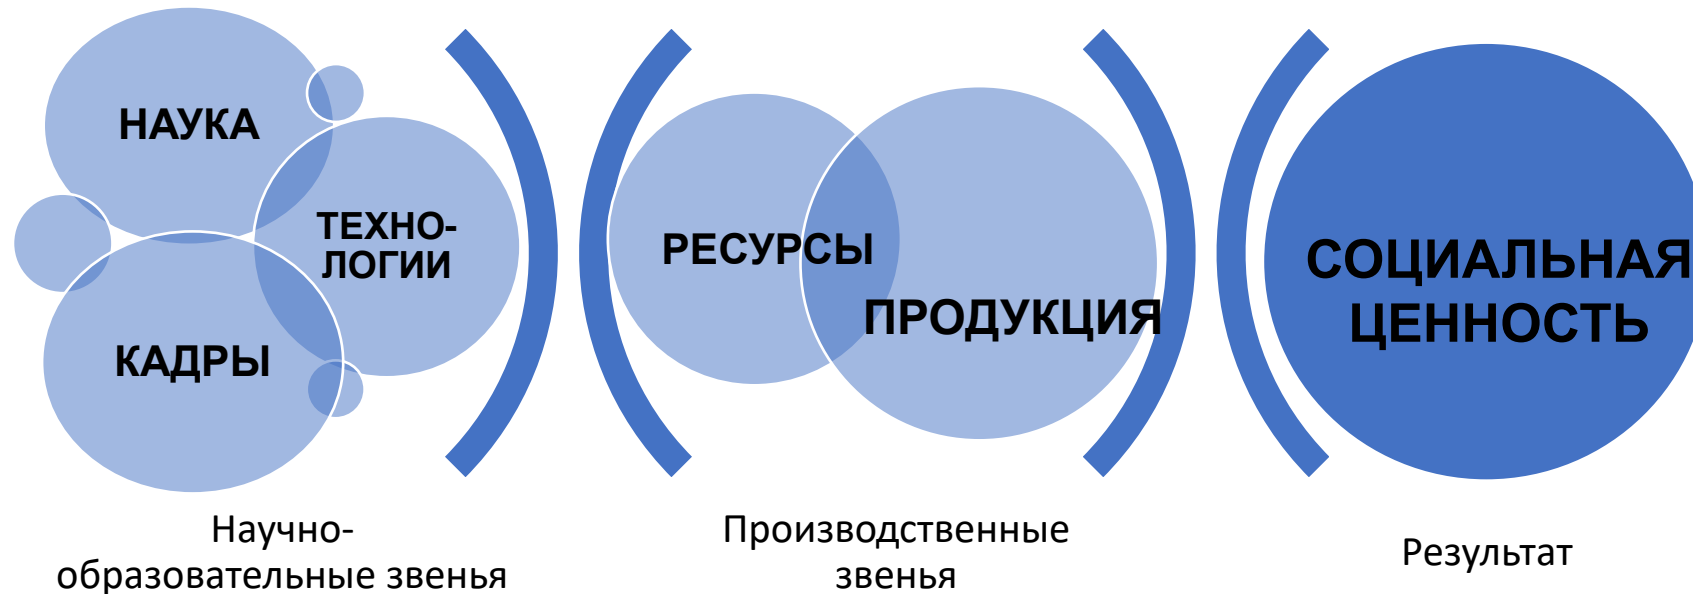 НАУКА
ТЕХНО-
ЛОГИИ
КАДРЫ
Научно-
образовательные звенья
РЕСУРСЫ
ПРОДУКЦИЯ
Производственные
звенья
СОЦИАЛЬНАЯ
ЦЕННОСТЬ
Результат